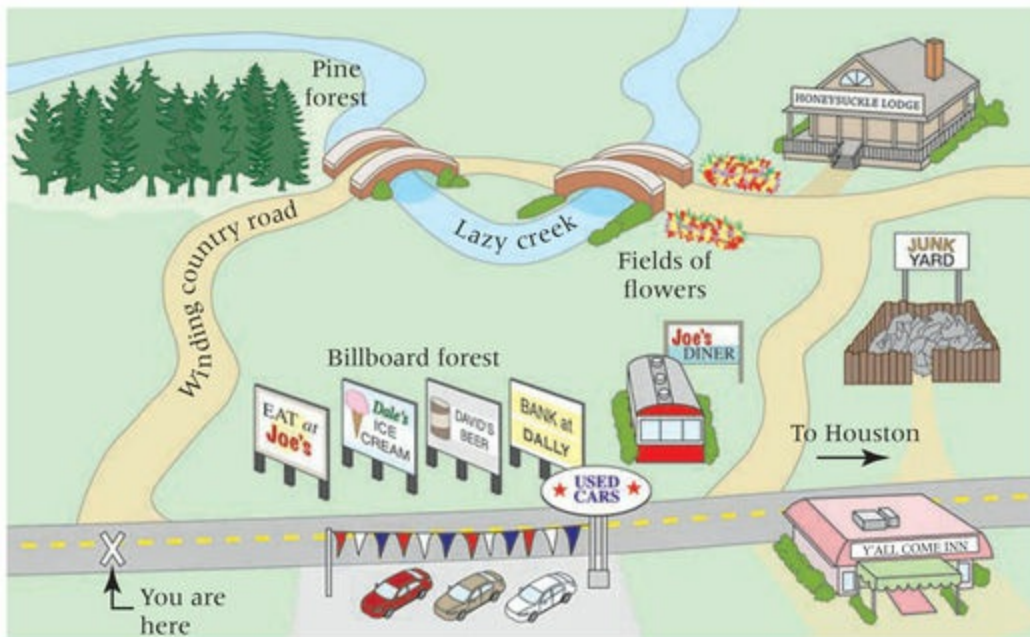 Pine
forest
HONEYSUCKLE LODGE
Winding country road
Lazy creek
Fields of
flowers
JUNK
YARD
Joe's
DINER
Billboard forest
EAT at
Joe's
Dale's
ICE
CREAM
DAVID'S
BEER
BANK at
DALLY
To Houston
USED
CARS
Y'ALL COME INN
X
You are
here